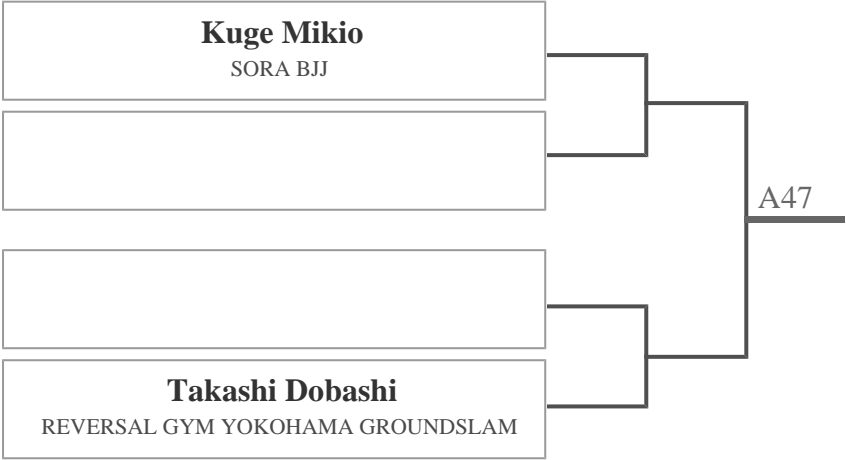 Kuge Mikio
SORA BJJ
A47
Takashi Dobashi
REVERSAL GYM YOKOHAMA GROUNDSLAM